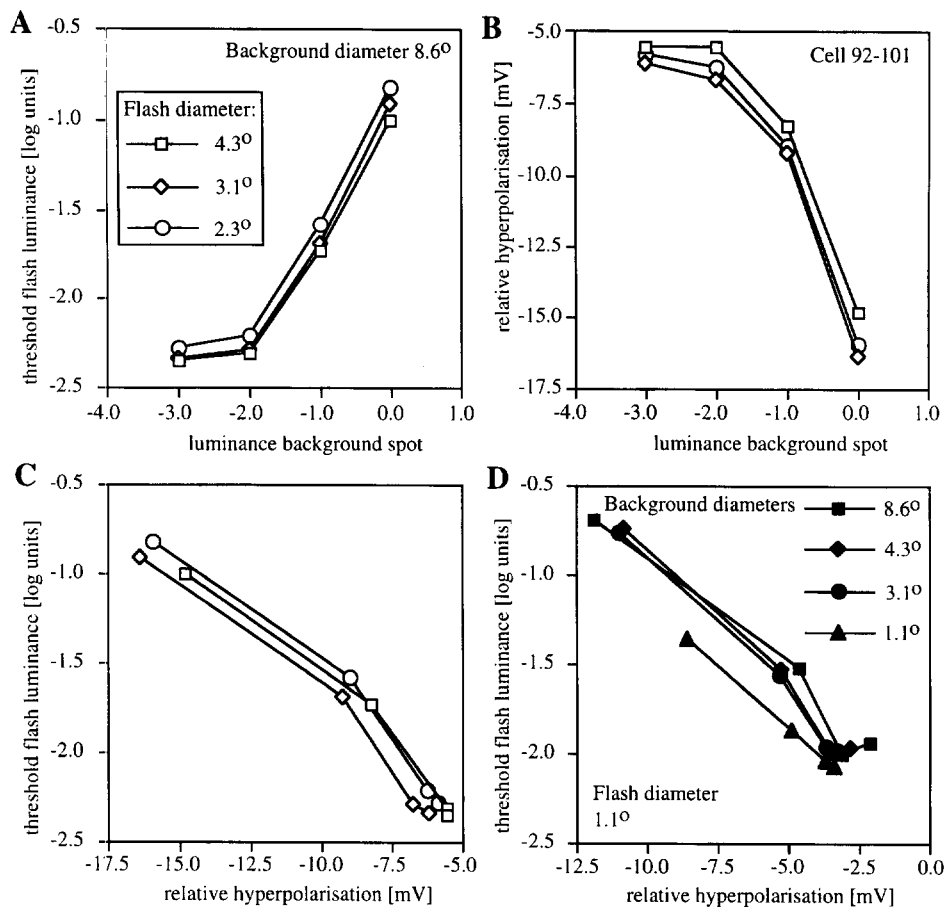 A
Background diameter 8.6°
Flash diameter:
4.3°
3.1°
2.3°
threshold flash luminance [log units]
-0.5
-1.0
-1.5
-2.0
-2.5
-4.0 -3.0 -2.0 -1.0 0.0 1.0
luminance background spot
B
Cell 92-101
relative hyperpolarisation [mV]
-5.0
-7.5
-10.0
-12.5
-15.0
-17.5
-4.0 -3.0 -2.0 -1.0 0.0 1.0
luminance background spot
C
threshold flash luminance [log units]
-0.5
-1.0
-1.5
-2.0
-2.5
-17.5 -15.0 -12.5 -10.0 -7.5 -5.0
relative hyperpolarisation [mV]
D
Background diameters
8.6°
4.3°
3.1°
1.1°
Flash diameter
1.1°
threshold flash luminance [log units]
-0.5
-1.0
-1.5
-2.0
-2.5
-12.5 -10.0 -7.5 -5.0 -2.5 0.0
relative hyperpolarisation [mV]